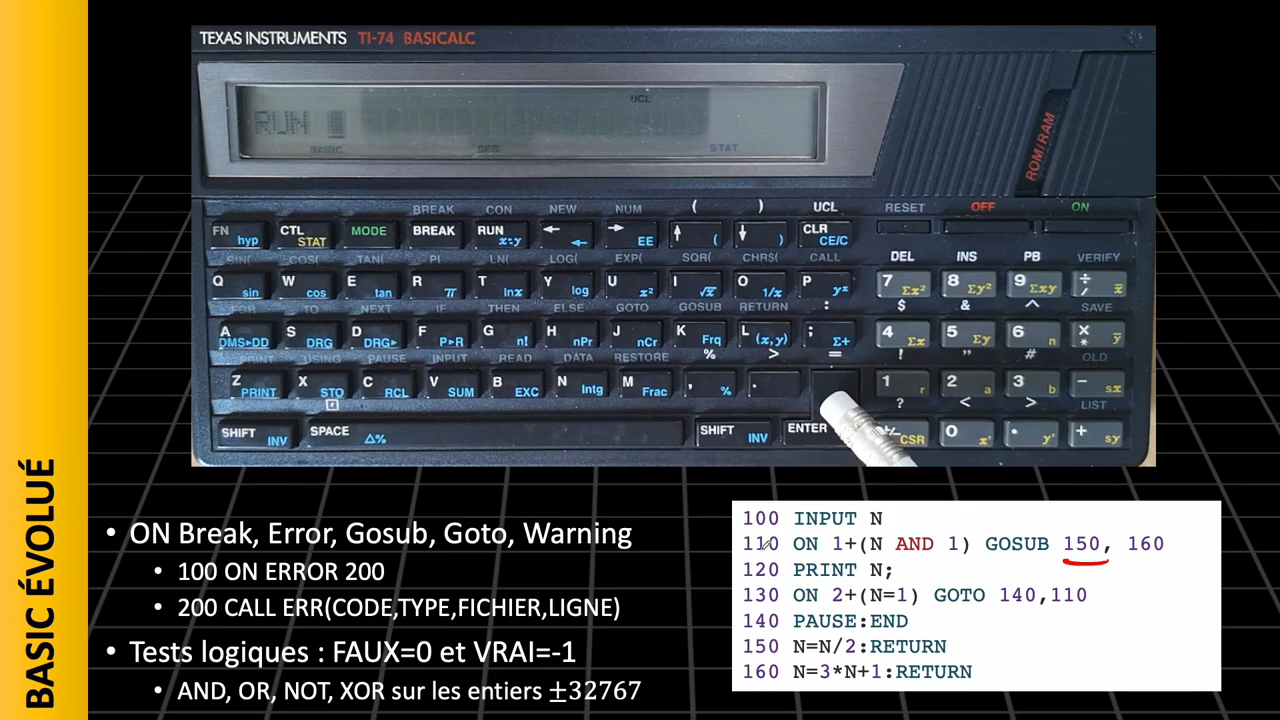 BASIC ÉVOLUÉ
TEXAS INSTRUMENTS TI-74 BASICALC
UCL
RUN
BASIC DEG STAT
ROM/RAM
BREAK CON NEW NUM ( ) UCL RESET OFF ON
FN hyp CTL STAT MODE BREAK RUN x:y ← ← → EE ↑ ( ↓ ) CLR CE/C
SIN( COS( TAN( PI LN( LOG( EXP( SQR( CHR$( CALL DEL INS PB VERIFY
Q sin W cos E tan R π T lnx Y log U x² I √x O 1/x P yˣ 7 Σx² 8 Σy² 9 Σxy ÷ /
FOR TO NEXT IF THEN ELSE GOTO GOSUB RETURN : $ & ^ SAVE
A DMS▸DD S DRG D DRG▸ F P▸R G n! H nPr J nCr K Frq L (x,y) ; Σ+ 4 Σx 5 Σy 6 n × *
PRINT USING PAUSE INPUT READ DATA RESTORE % > = ! " # OLD
Z PRINT X STO C RCL V SUM B EXC N Intg M Frac , % . 1 r 2 a 3 b − sx
? < > LIST
SHIFT INV SPACE Δ% SHIFT INV ENTER +/− CSR 0 x' . y' + sy
• ON Break, Error, Gosub, Goto, Warning
• 100 ON ERROR 200
• 200 CALL ERR(CODE,TYPE,FICHIER,LIGNE)
• Tests logiques : FAUX=0 et VRAI=-1
• AND, OR, NOT, XOR sur les entiers ±32767
100 INPUT N
110 ON 1+(N AND 1) GOSUB 150, 160
120 PRINT N;
130 ON 2+(N=1) GOTO 140,110
140 PAUSE:END
150 N=N/2:RETURN
160 N=3*N+1:RETURN